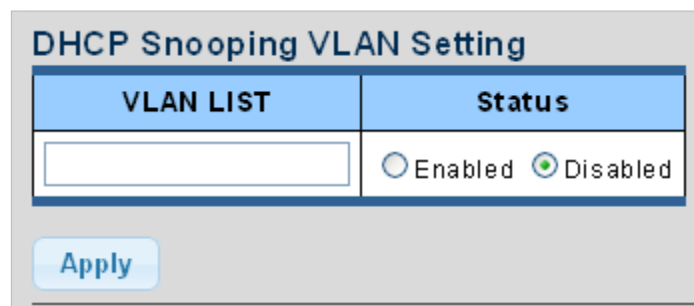 DHCP Snooping VLAN Setting
VLAN LIST Status
Enabled Disabled
Apply